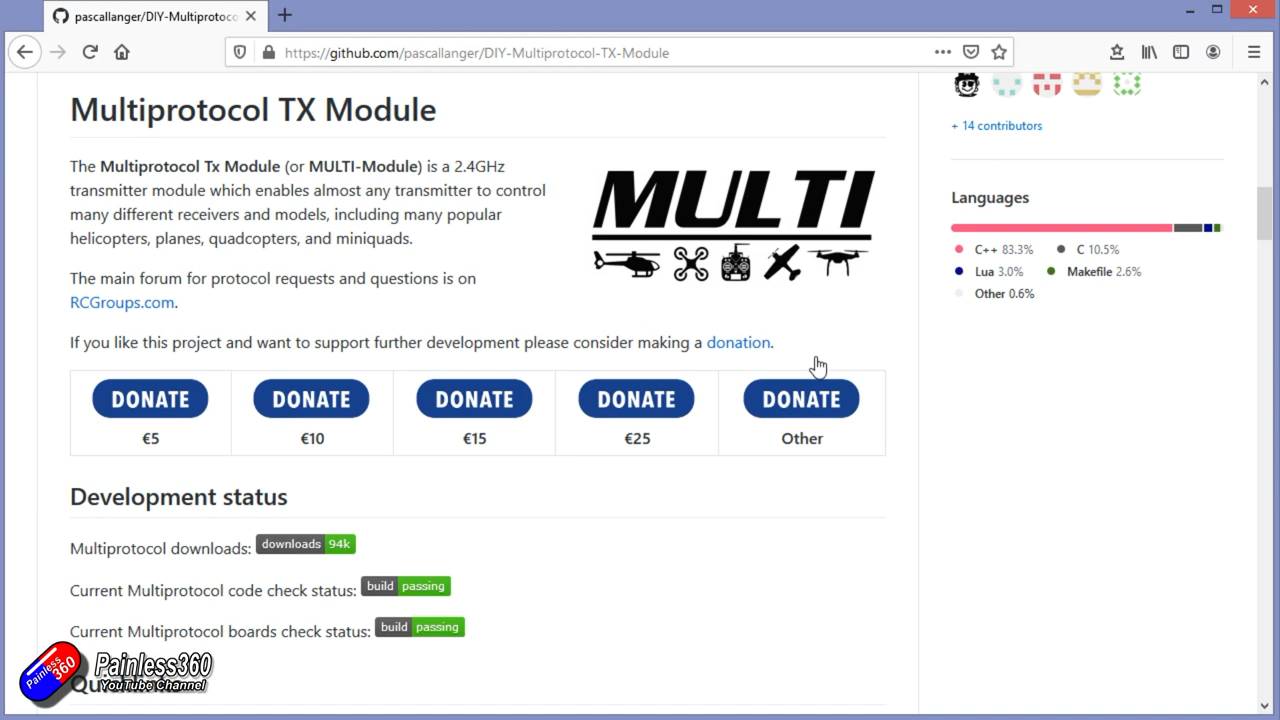 pascallanger/DIY-Multiprotoco
https://github.com/pascallanger/DIY-Multiprotocol-TX-Module
Multiprotocol TX Module
The Multiprotocol Tx Module (or MULTI-Module) is a 2.4GHz
transmitter module which enables almost any transmitter to control
many different receivers and models, including many popular
helicopters, planes, quadcopters, and miniquads.
MULTI
The main forum for protocol requests and questions is on
RCGroups.com.
If you like this project and want to support further development please consider making a donation.
DONATE DONATE DONATE DONATE DONATE
€5 €10 €15 €25 Other
Development status
Multiprotocol downloads: downloads 94k
Current Multiprotocol code check status: build passing
Current Multiprotocol boards check status: build passing
+ 14 contributors
Languages
C++ 83.3% C 10.5%
Lua 3.0% Makefile 2.6%
Other 0.6%
Painless
360
Painless360
YouTube Channel